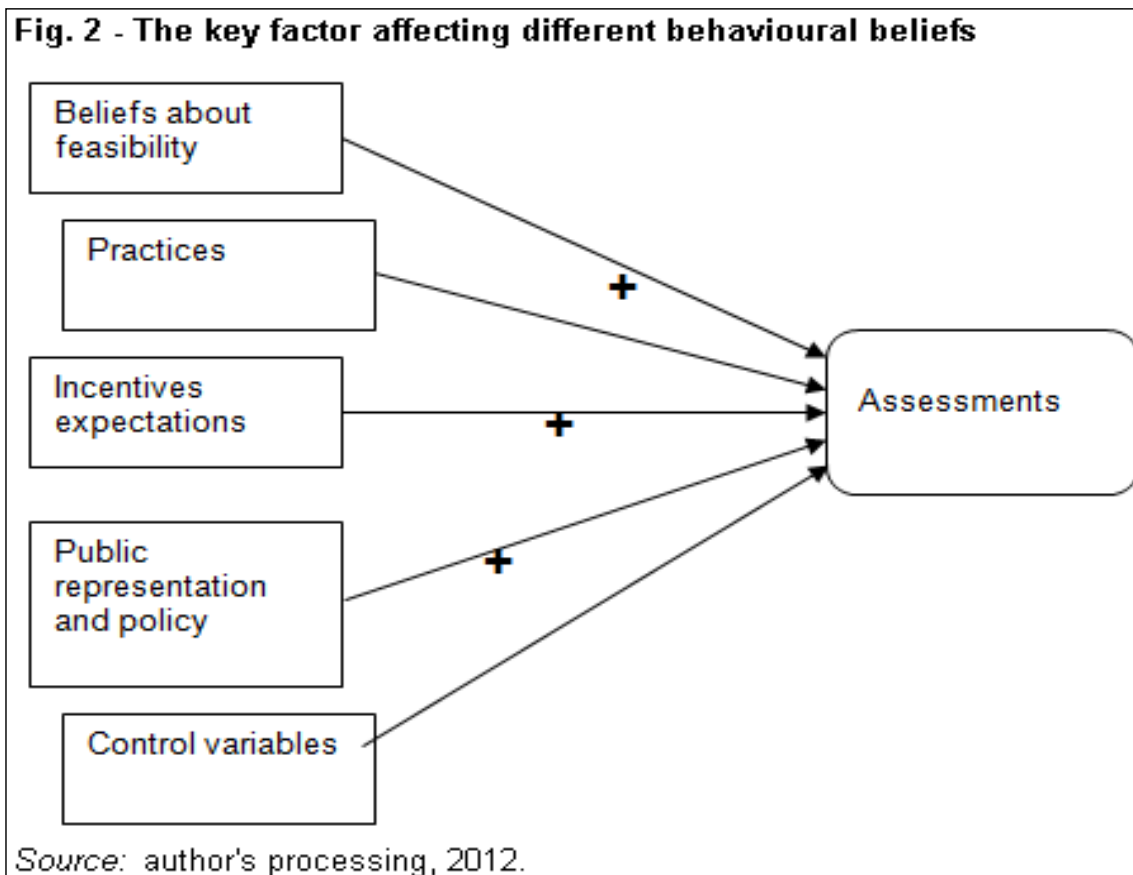 Fig. 2 - The key factor affecting different behavioural beliefs
Beliefs about
feasibility
Practices
+
Incentives
expectations
+
Assessments
Public
representation
and policy
+
Control variables
Source: author's processing, 2012.